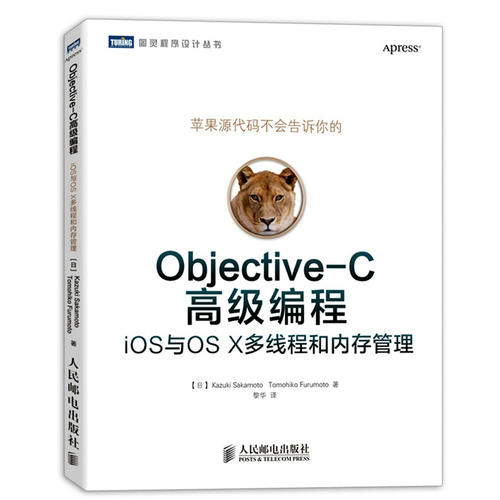 TURING 图灵程序设计丛书
Apress®
苹果源代码不会告诉你的
Objective-C
高级编程
iOS与OS X多线程和内存管理
【日】Kazuki Sakamoto Tomohiko Furumoto 著
黎华 译
人民邮电出版社
POSTS & TELECOM PRESS
Objective-C高级编程
iOS与OS X多线程和内存管理
【日】Kazuki Sakamoto
Tomohiko Furumoto 著
人民邮电出版社